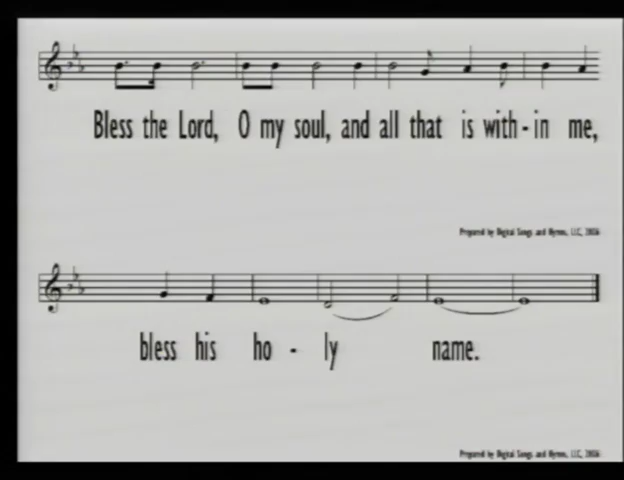 Bless the Lord, O my soul, and all that is with - in me,
Prepared by Digital Songs and Hymns, LLC, 2006
bless his ho - ly name.
Prepared by Digital Songs and Hymns, LLC, 2006